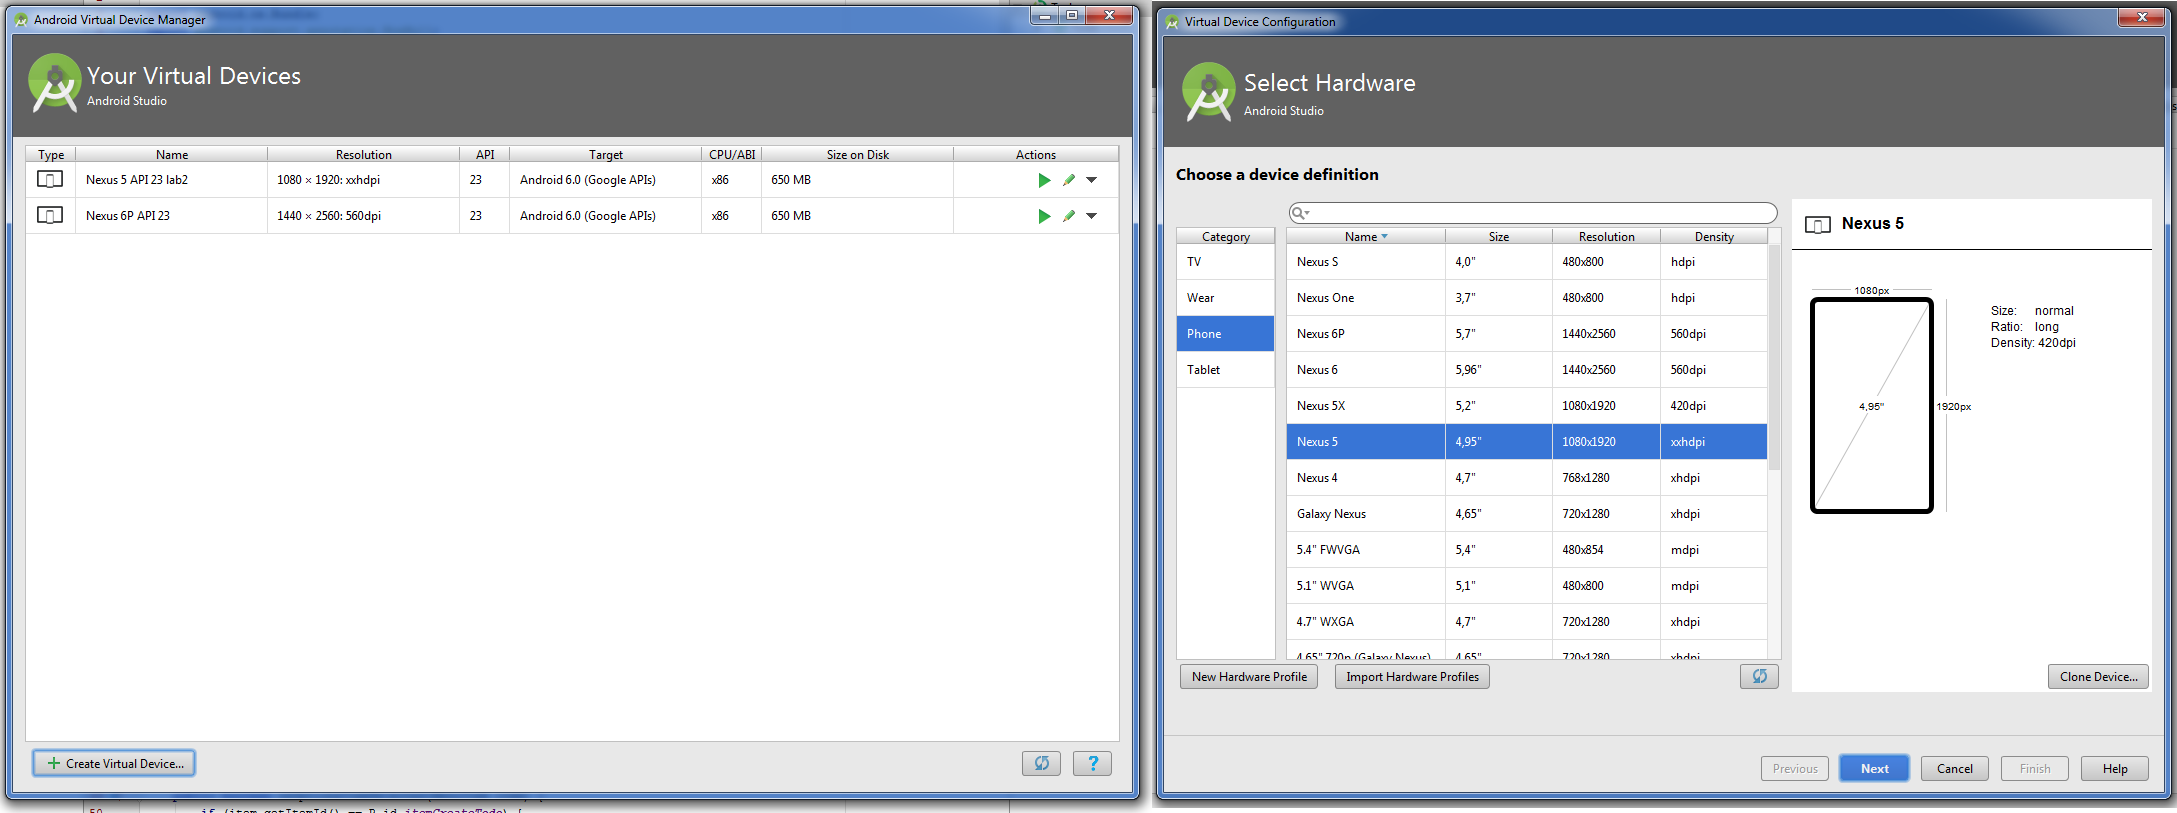 Android Virtual Device Manager
Your Virtual Devices
Android Studio
Type Name Resolution API Target CPU/ABI Size on Disk Actions
Nexus 5 API 23 lab2 1080 × 1920: xxhdpi 23 Android 6.0 (Google APIs) x86 650 MB
Nexus 6P API 23 1440 × 2560: 560dpi 23 Android 6.0 (Google APIs) x86 650 MB
Create Virtual Device...
?
50 if (item.getItemId() == R.id.itemCreateTodo) {
Virtual Device Configuration
Select Hardware
Android Studio
Choose a device definition
Category
TV
Wear
Phone
Tablet
Name Size Resolution Density
Nexus S 4,0" 480x800 hdpi
Nexus One 3,7" 480x800 hdpi
Nexus 6P 5,7" 1440x2560 560dpi
Nexus 6 5,96" 1440x2560 560dpi
Nexus 5X 5,2" 1080x1920 420dpi
Nexus 5 4,95" 1080x1920 xxhdpi
Nexus 4 4,7" 768x1280 xhdpi
Galaxy Nexus 4,65" 720x1280 xhdpi
5.4" FWVGA 5,4" 480x854 mdpi
5.1" WVGA 5,1" 480x800 mdpi
4.7" WXGA 4,7" 720x1280 xhdpi
4.65" 720p (Galaxy Nexus) 4,65" 720x1280 xhdpi
New Hardware Profile Import Hardware Profiles
Nexus 5
1080px
4,95"
1920px
Size: normal
Ratio: long
Density: 420dpi
Clone Device...
Previous Next Cancel Finish Help